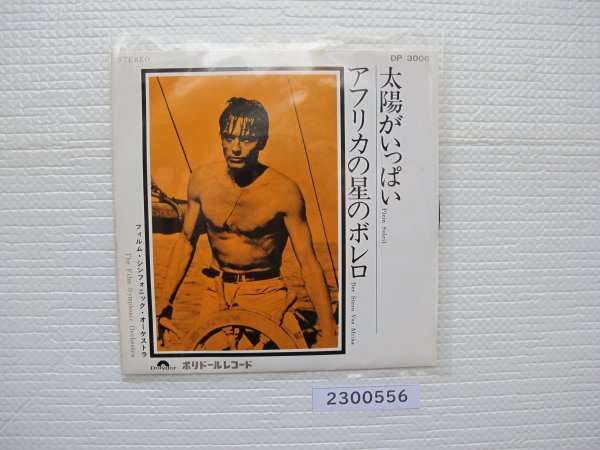 STEREO
DP 3006
太陽がいっぱい
Plein Soleil
アフリカの星のボレロ
Der Stern Von Afrika
フィルム・シンフォニック・オーケストラ
The Film Symphonic Orchestra
Polydor
ポリドールレコード
2300556